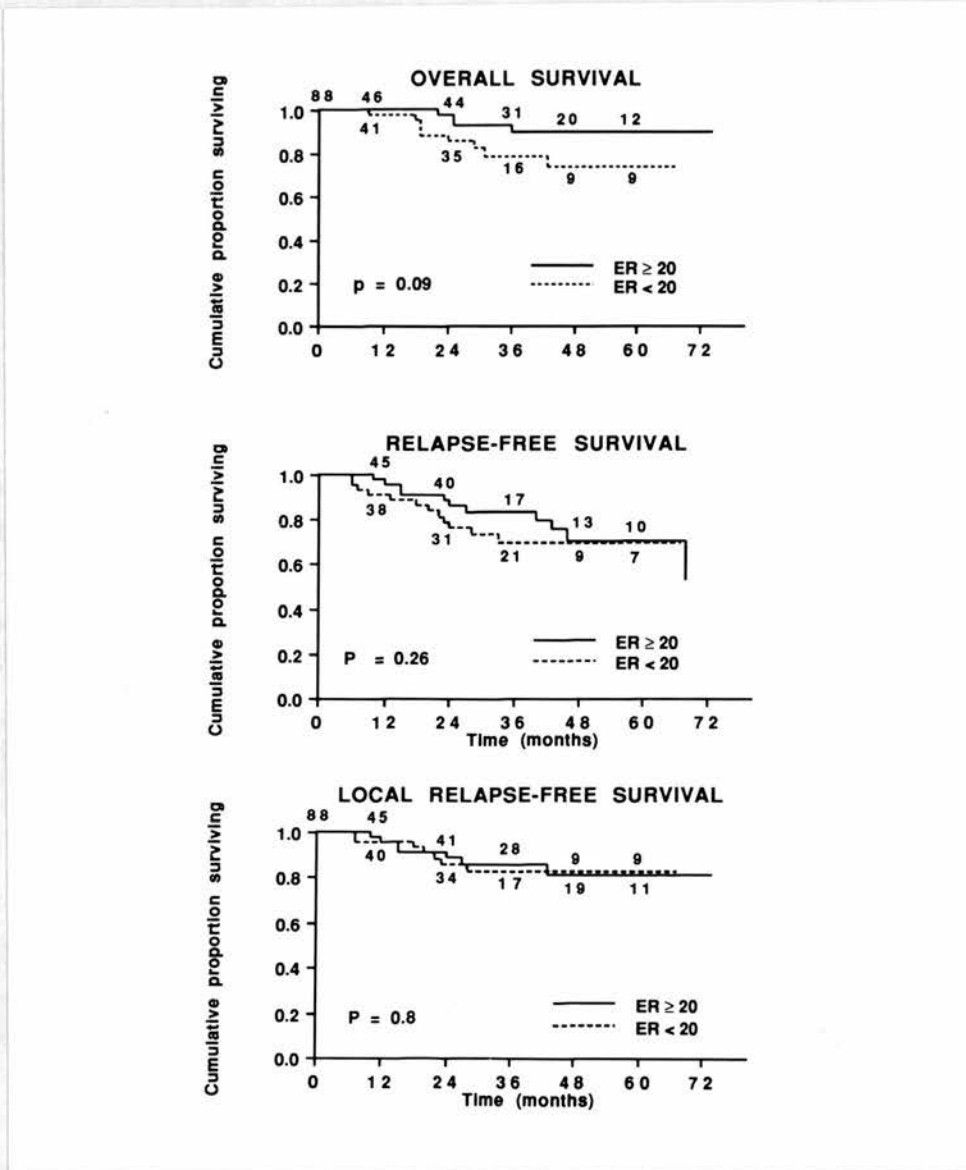 OVERALL SURVIVAL
Cumulative proportion surviving
88 46 44 31 20 12
41 35 16 9 9
1.0
0.8
0.6
0.4
0.2
0.0
p = 0.09
ER ≥ 20
ER < 20
0 12 24 36 48 60 72
RELAPSE-FREE SURVIVAL
Cumulative proportion surviving
45 40 17 13 10
38 31 21 9 7
1.0
0.8
0.6
0.4
0.2
0.0
P = 0.26
ER ≥ 20
ER < 20
0 12 24 36 48 60 72
Time (months)
LOCAL RELAPSE-FREE SURVIVAL
Cumulative proportion surviving
88 45 41 28 9 9
40 34 17 19 11
1.0
0.8
0.6
0.4
0.2
0.0
P = 0.8
ER ≥ 20
ER < 20
0 12 24 36 48 60 72
Time (months)